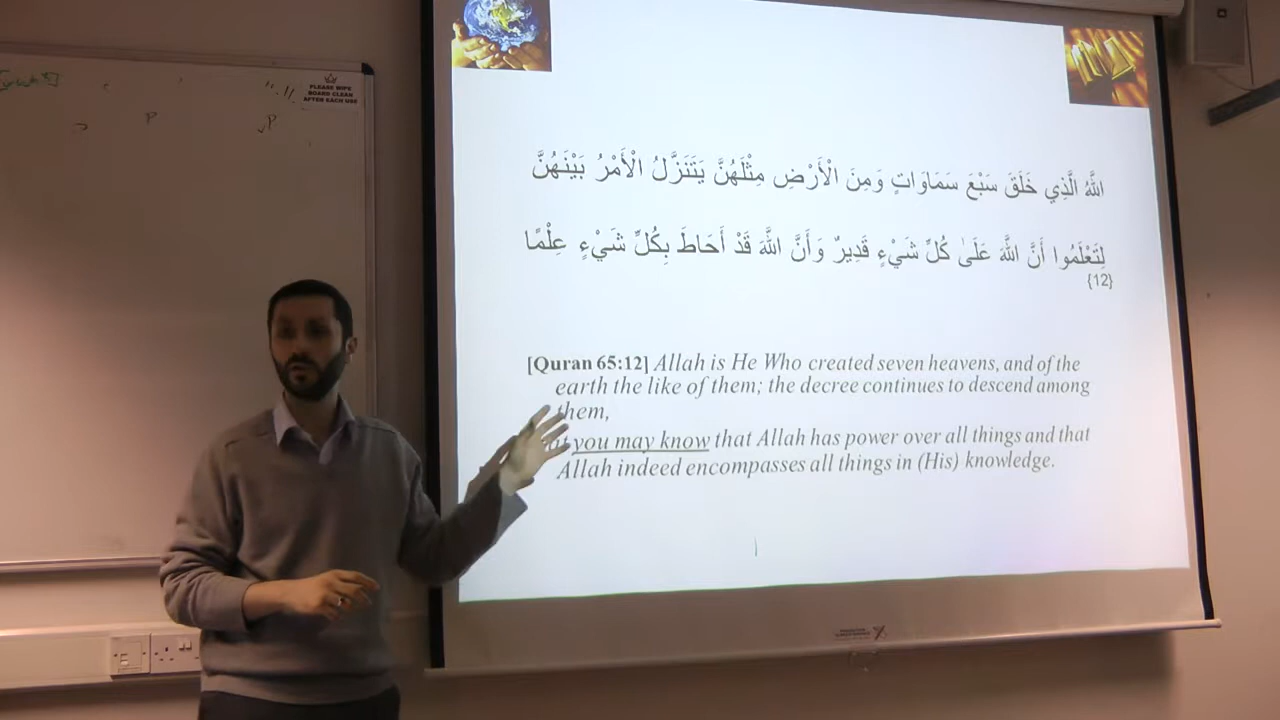 PLEASE WIPE
BOARD CLEAN
AFTER EACH USE
اللَّهُ الَّذِي خَلَقَ سَبْعَ سَمَاوَاتٍ وَمِنَ الْأَرْضِ مِثْلَهُنَّ يَتَنَزَّلُ الْأَمْرُ بَيْنَهُنَّ
لِتَعْلَمُوا أَنَّ اللَّهَ عَلَىٰ كُلِّ شَيْءٍ قَدِيرٌ وَأَنَّ اللَّهَ قَدْ أَحَاطَ بِكُلِّ شَيْءٍ عِلْمًا
{12}
[Quran 65:12] Allah is He Who created seven heavens, and of the
earth the like of them; the decree continues to descend among
them,
you may know that Allah has power over all things and that
Allah indeed encompasses all things in (His) knowledge.